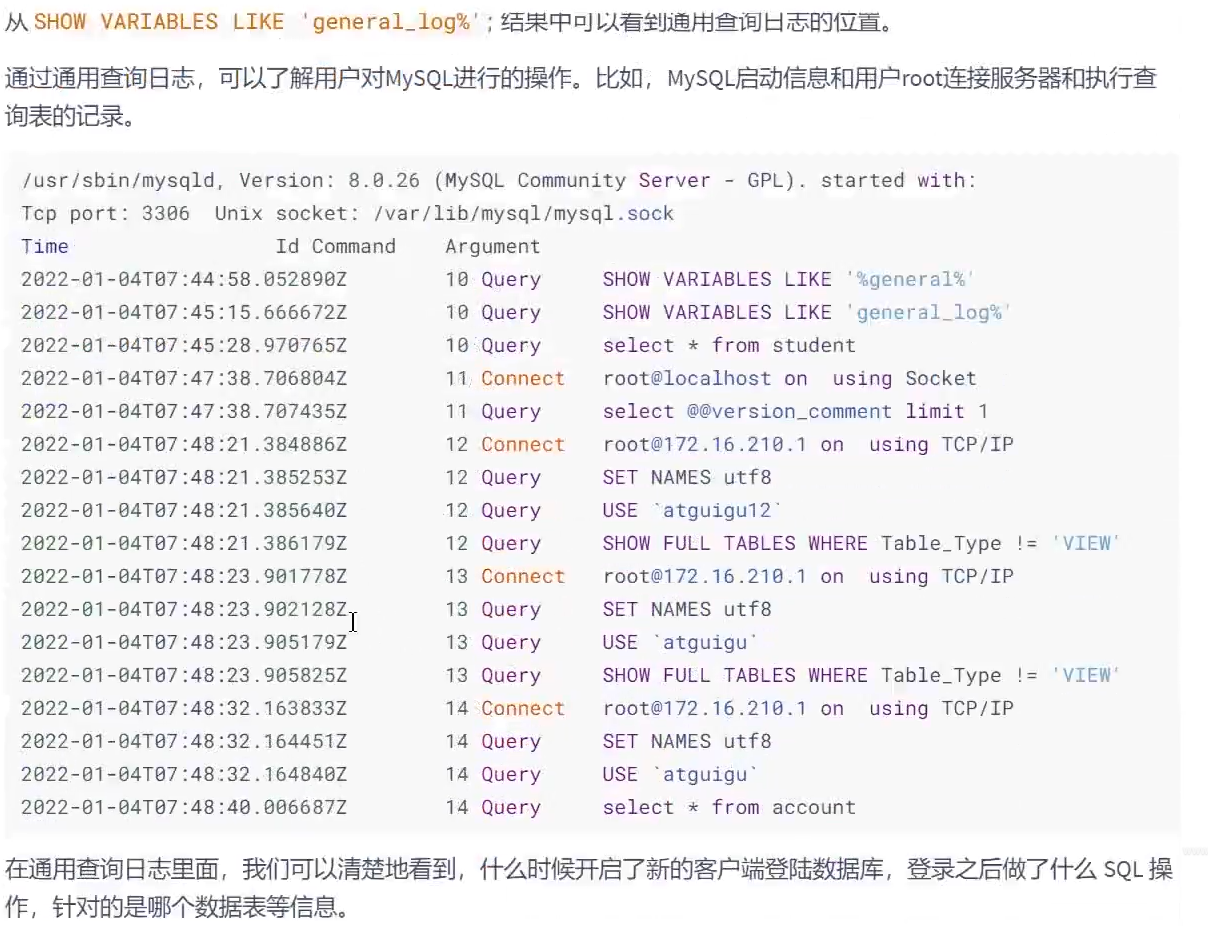 从 SHOW VARIABLES LIKE 'general_log%'; 结果中可以看到通用查询日志的位置。
通过通用查询日志，可以了解用户对MySQL进行的操作。比如，MySQL启动信息和用户root连接服务器和执行查
询表的记录。
/usr/sbin/mysqld, Version: 8.0.26 (MySQL Community Server - GPL). started with:
Tcp port: 3306  Unix socket: /var/lib/mysql/mysql.sock
Time                 Id Command    Argument
2022-01-04T07:44:58.052890Z        10 Query     SHOW VARIABLES LIKE '%general%'
2022-01-04T07:45:15.666672Z        10 Query     SHOW VARIABLES LIKE 'general_log%'
2022-01-04T07:45:28.970765Z        10 Query     select * from student
2022-01-04T07:47:38.706804Z        11 Connect   root@localhost on  using Socket
2022-01-04T07:47:38.707435Z        11 Query     select @@version_comment limit 1
2022-01-04T07:48:21.384886Z        12 Connect   root@172.16.210.1 on  using TCP/IP
2022-01-04T07:48:21.385253Z        12 Query     SET NAMES utf8
2022-01-04T07:48:21.385640Z        12 Query     USE `atguigu12`
2022-01-04T07:48:21.386179Z        12 Query     SHOW FULL TABLES WHERE Table_Type != 'VIEW'
2022-01-04T07:48:23.901778Z        13 Connect   root@172.16.210.1 on  using TCP/IP
2022-01-04T07:48:23.902128Z        13 Query     SET NAMES utf8
2022-01-04T07:48:23.905179Z        13 Query     USE `atguigu`
2022-01-04T07:48:23.905825Z        13 Query     SHOW FULL TABLES WHERE Table_Type != 'VIEW'
2022-01-04T07:48:32.163833Z        14 Connect   root@172.16.210.1 on  using TCP/IP
2022-01-04T07:48:32.164451Z        14 Query     SET NAMES utf8
2022-01-04T07:48:32.164840Z        14 Query     USE `atguigu`
2022-01-04T07:48:40.006687Z        14 Query     select * from account
在通用查询日志里面，我们可以清楚地看到，什么时候开启了新的客户端登陆数据库，登录之后做了什么 SQL 操
作，针对的是哪个数据表等信息。